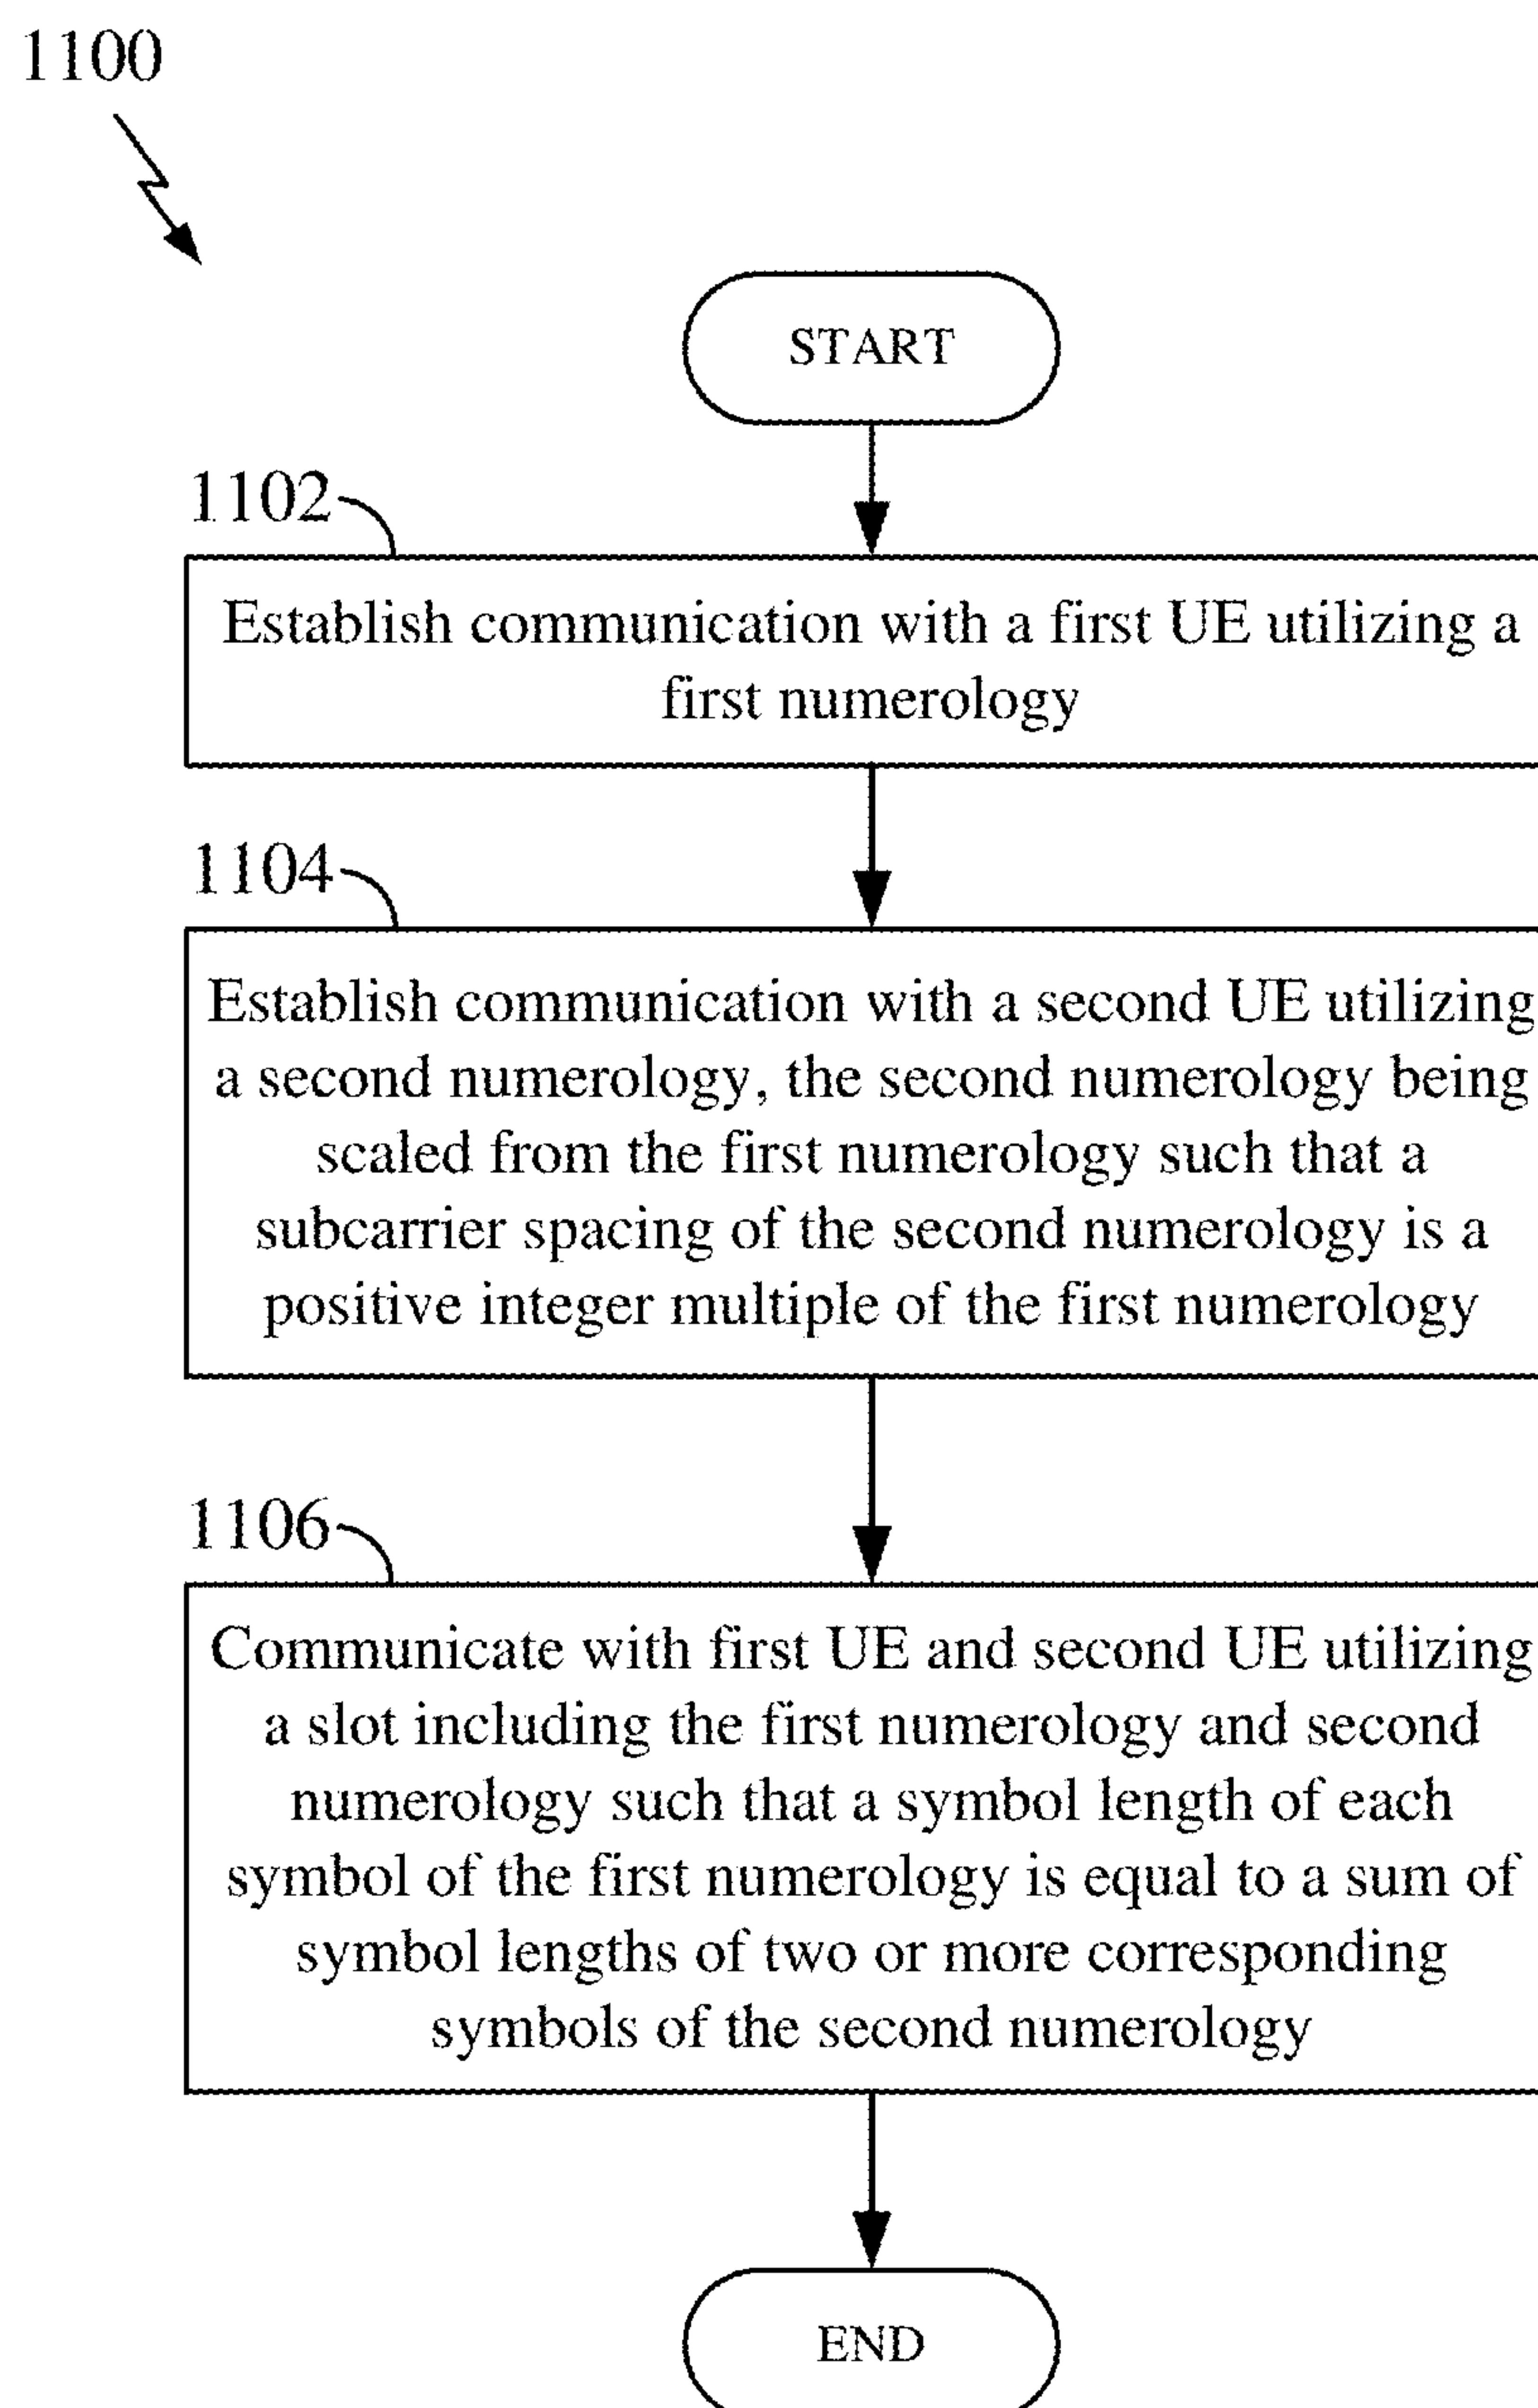 1100
START
1102
Establish communication with a first UE utilizing a
first numerology
1104
Establish communication with a second UE utilizing
a second numerology, the second numerology being
scaled from the first numerology such that a
subcarrier spacing of the second numerology is a
positive integer multiple of the first numerology
1106
Communicate with first UE and second UE utilizing
a slot including the first numerology and second
numerology such that a symbol length of each
symbol of the first numerology is equal to a sum of
symbol lengths of two or more corresponding
symbols of the second numerology
END